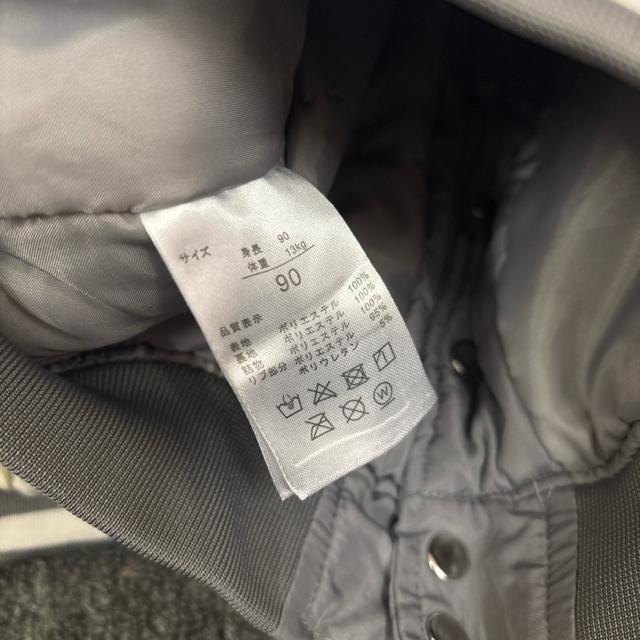 サイズ
身長 90
体重 13kg
90
品質表示
表地 ポリエステル 100%
裏地 ポリエステル 100%
詰物 ポリエステル 100%
リブ部分 ポリエステル 95%
ポリウレタン 5%
W